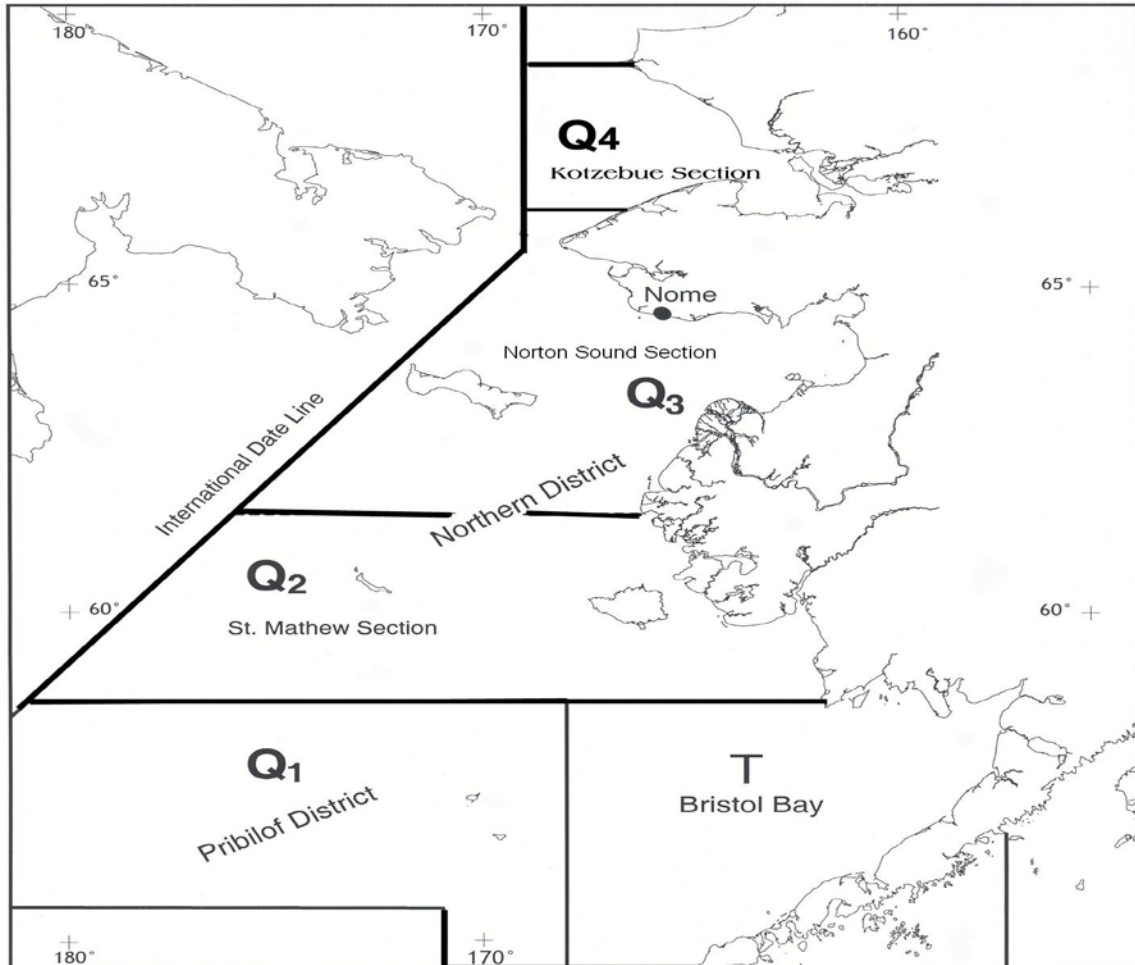 180°
170°
160°
Q4
Kotzebue Section
65°
65°
Nome
Norton Sound Section
Q3
International Date Line
Northern District
Q2
60°
60°
St. Mathew Section
Q1
T
Pribilof District
Bristol Bay
180°
170°